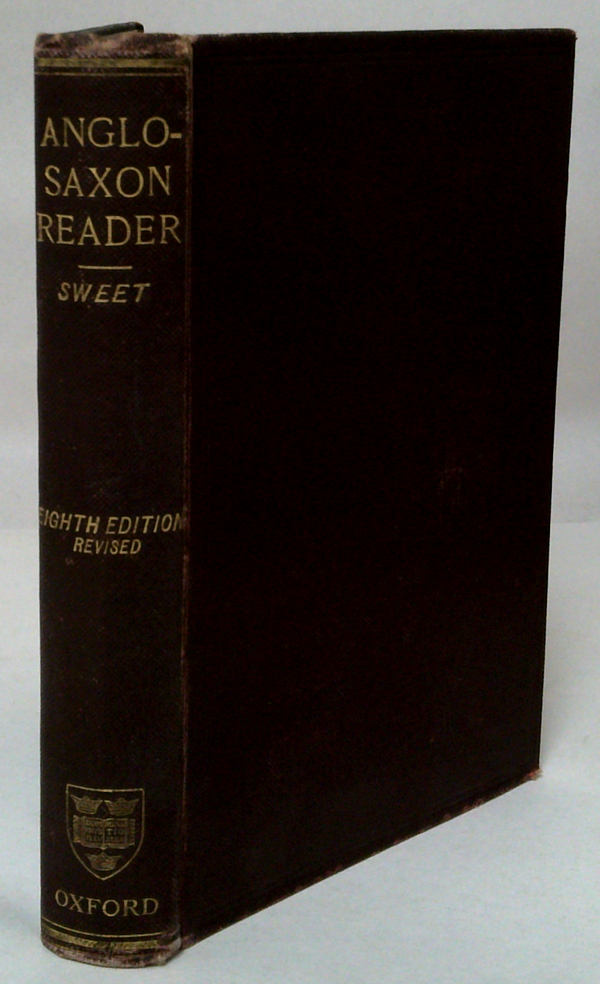 ANGLO-
SAXON
READER
SWEET
EIGHTH EDITION
REVISED
OXFORD